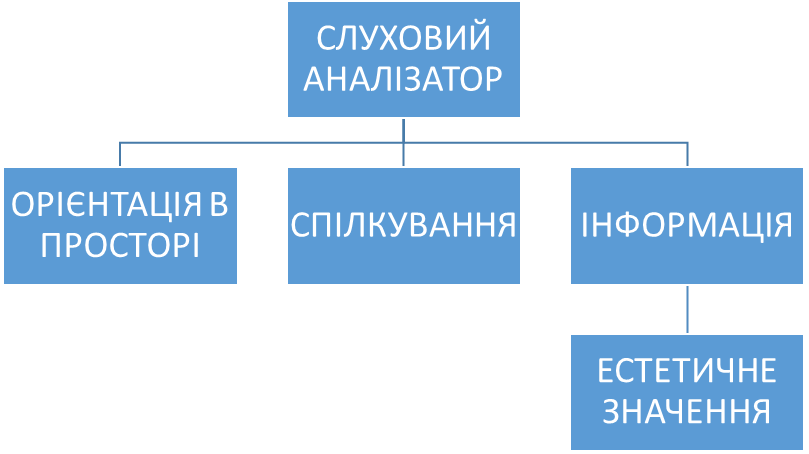 СЛУХОВИЙ
АНАЛІЗАТОР
ОРІЄНТАЦІЯ В
ПРОСТОРІ
СПІЛКУВАННЯ
ІНФОРМАЦІЯ
ЕСТЕТИЧНЕ
ЗНАЧЕННЯ